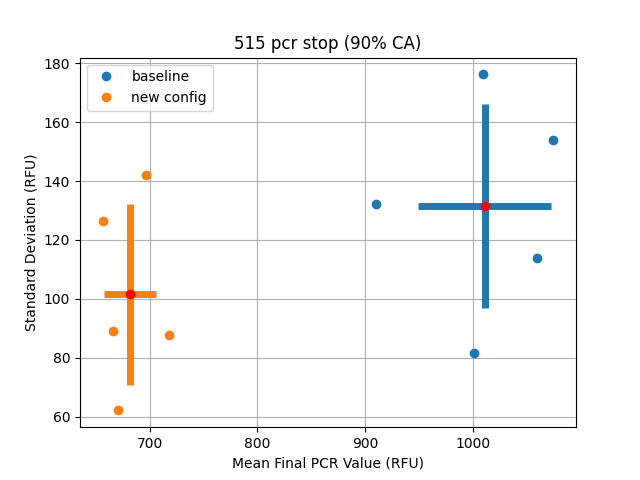 515 pcr stop (90% CA)
baseline
new config
180
160
140
120
100
80
60
Standard Deviation (RFU)
700 800 900 1000
Mean Final PCR Value (RFU)